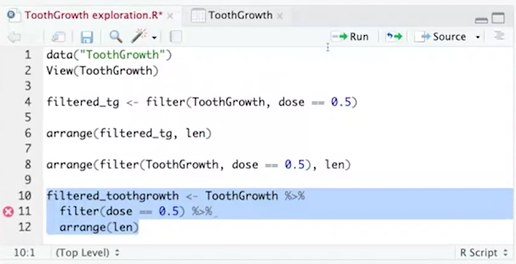 ToothGrowth exploration.R* × ToothGrowth ×
Run Source
1 data("ToothGrowth")
2 View(ToothGrowth)
3
4 filtered_tg <- filter(ToothGrowth, dose == 0.5)
5
6 arrange(filtered_tg, len)
7
8 arrange(filter(ToothGrowth, dose == 0.5), len)
9
10 filtered_toothgrowth <- ToothGrowth %>%
11 filter(dose == 0.5) %>%
12 arrange(len)
10:1 (Top Level) R Script